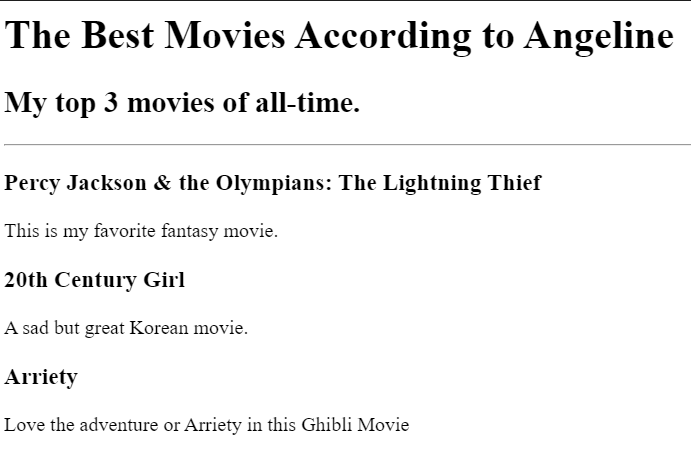 The Best Movies According to Angeline
My top 3 movies of all-time.
Percy Jackson & the Olympians: The Lightning Thief
This is my favorite fantasy movie.
20th Century Girl
A sad but great Korean movie.
Arriety
Love the adventure or Arriety in this Ghibli Movie